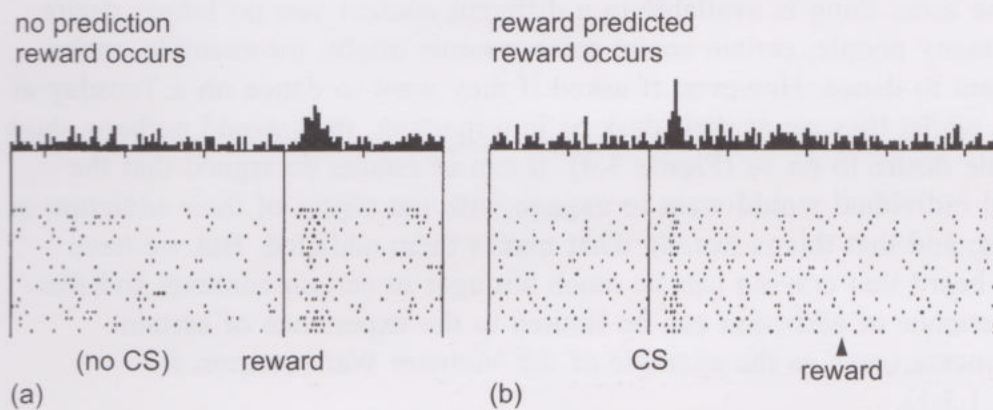 no prediction
reward occurs
reward predicted
reward occurs
(no CS)
reward
CS
reward
(a)
(b)